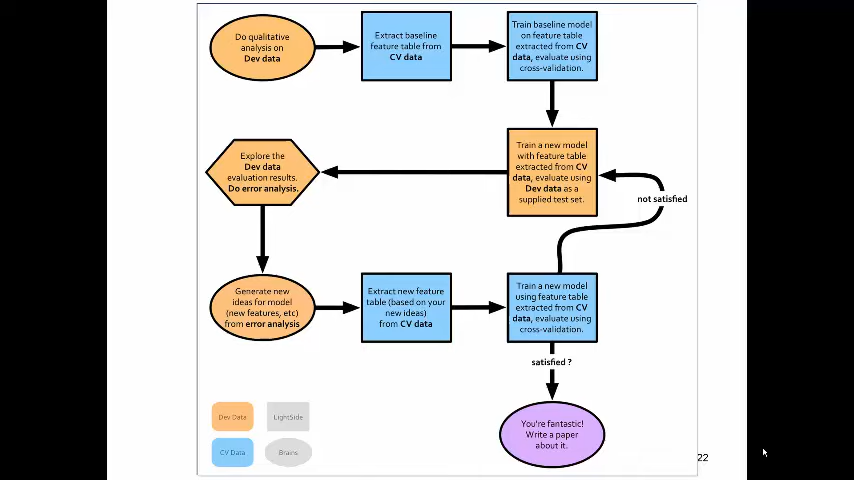 Do qualitative
analysis on
Dev data
Extract baseline
feature table from
CV data
Train baseline model
on feature table
extracted from CV
data, evaluate using
cross-validation.
Explore the
Dev data
evaluation results.
Do error analysis.
Train a new model
with feature table
extracted from CV
data, evaluate using
Dev data as a
supplied test set.
not satisfied
Generate new
ideas for model
(new features, etc)
from error analysis
Extract new feature
table (based on your
new ideas)
from CV data
Train a new model
using feature table
extracted from CV
data, evaluate using
cross-validation.
satisfied ?
You're fantastic!
Write a paper
about it.
Dev Data
LightSide
CV Data
Brains
22